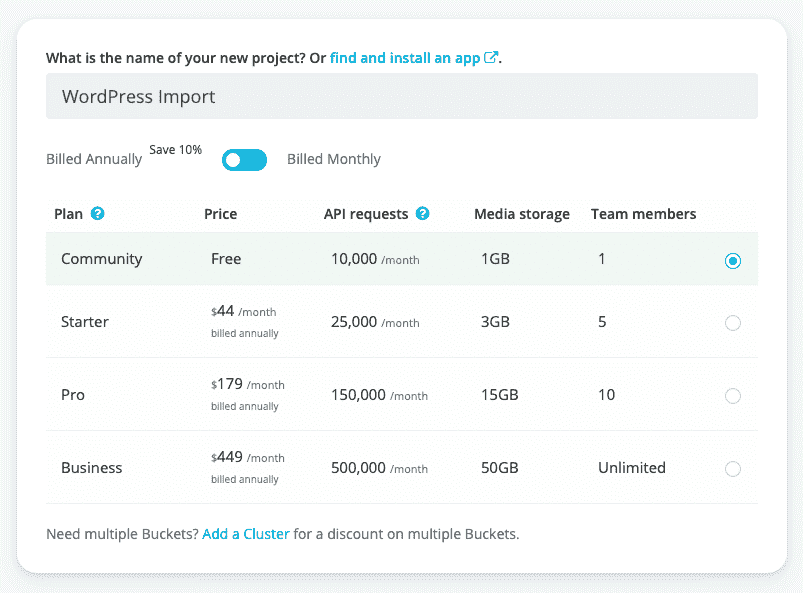 What is the name of your new project? Or find and install an app.
WordPress Import
Billed Annually Save 10% Billed Monthly
Plan ? Price API requests ? Media storage Team members
Community Free 10,000 /month 1GB 1
Starter $44 /month billed annually 25,000 /month 3GB 5
Pro $179 /month billed annually 150,000 /month 15GB 10
Business $449 /month billed annually 500,000 /month 50GB Unlimited
Need multiple Buckets? Add a Cluster for a discount on multiple Buckets.